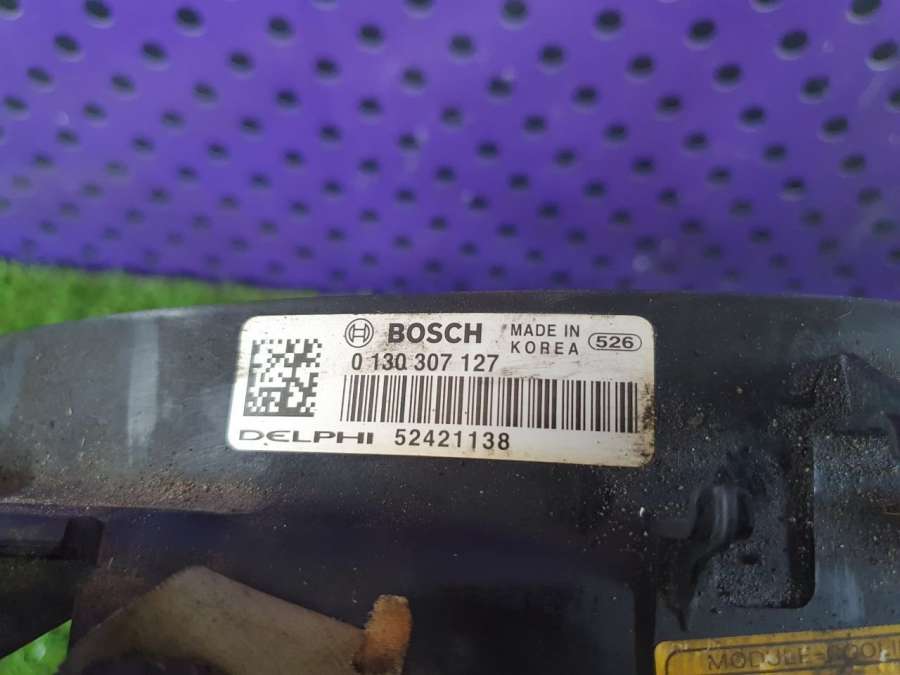 BOSCH MADE IN KOREA 526
0 130 307 127
DELPHI 52421138